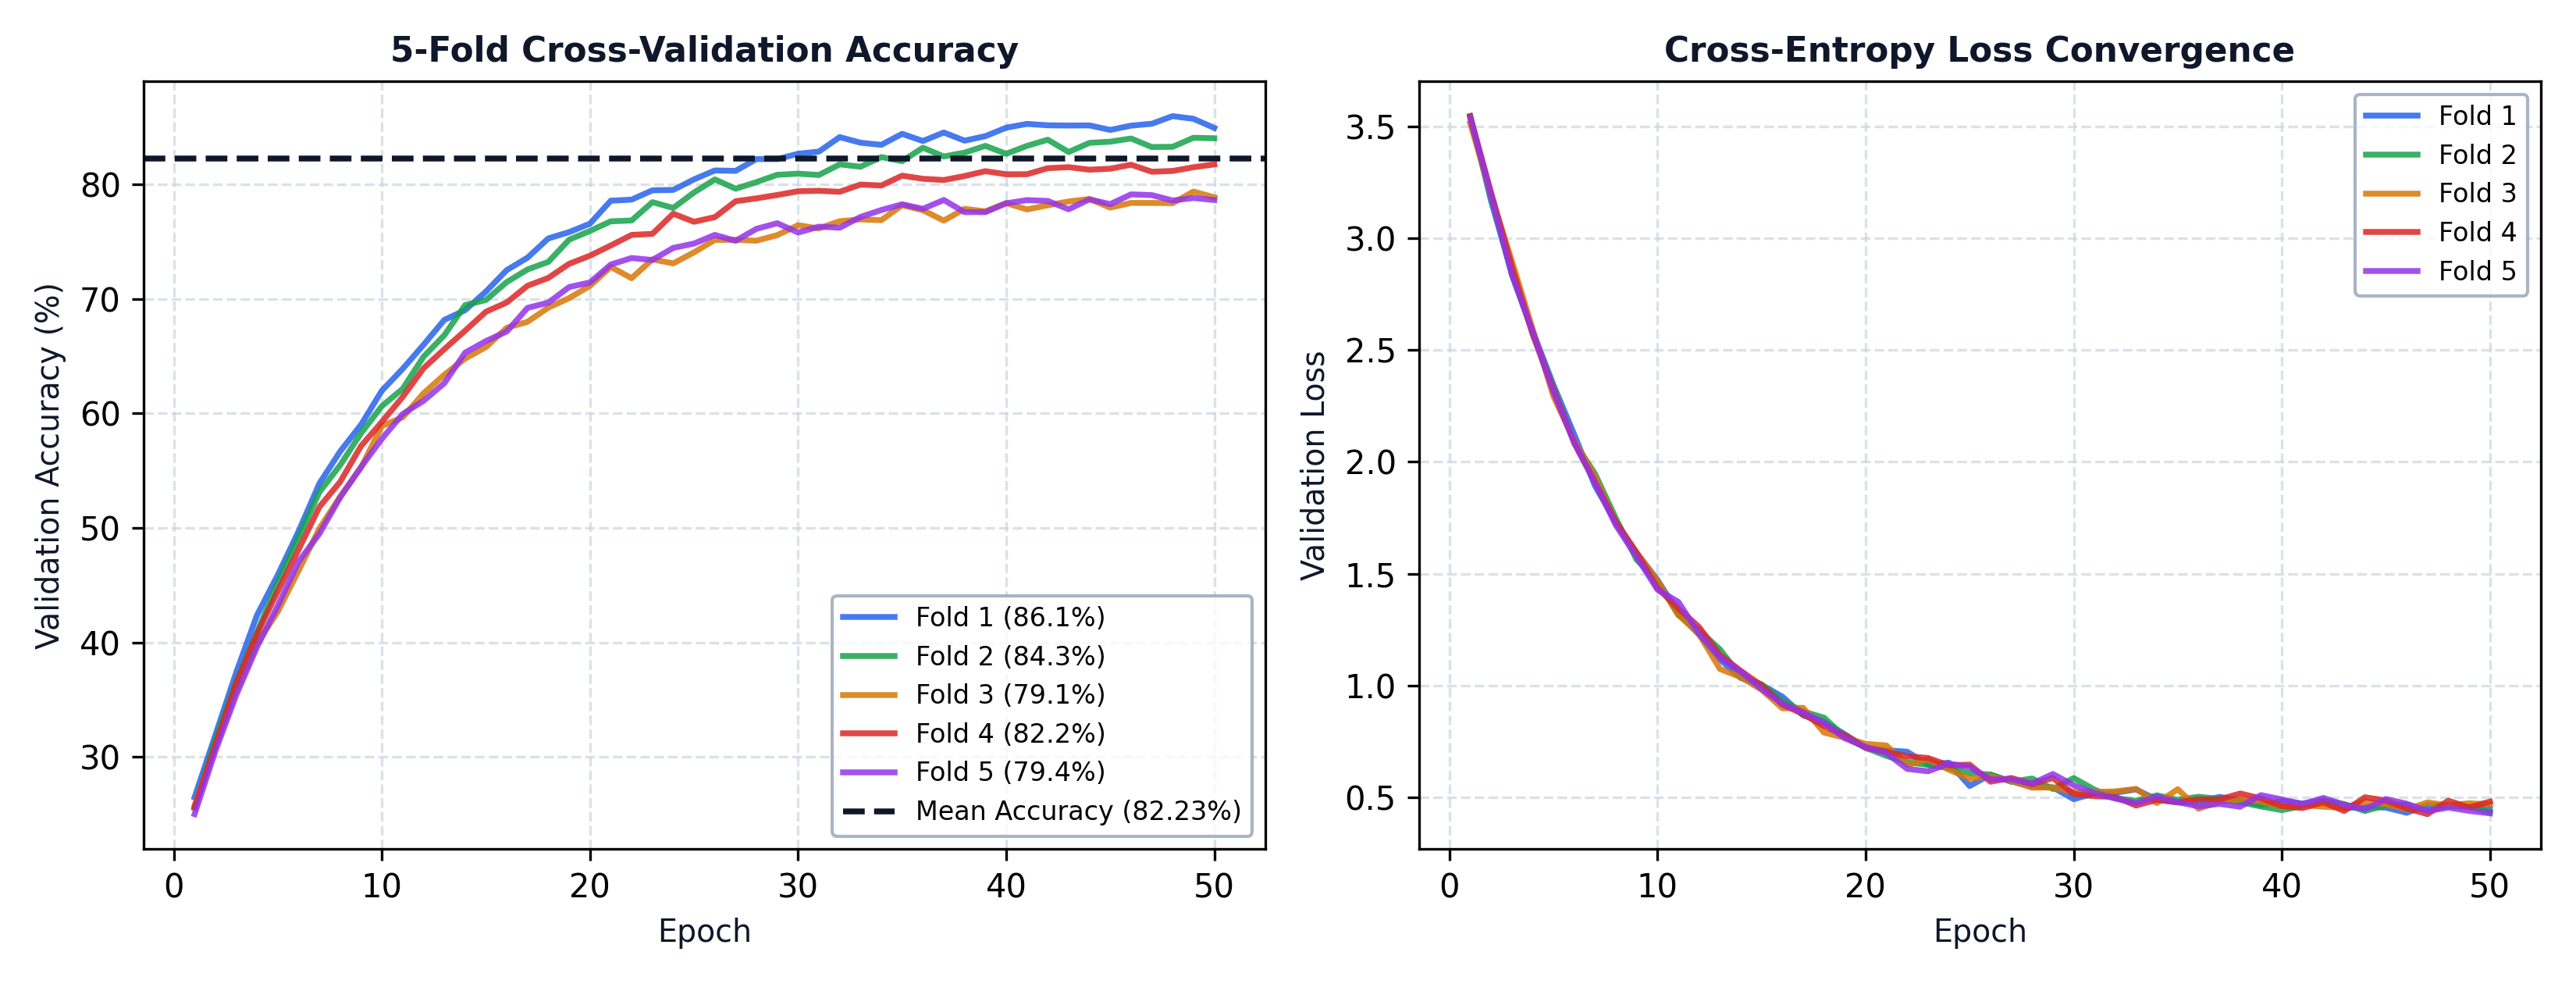 5-Fold Cross-Validation Accuracy
Validation Accuracy (%)
80
70
60
50
40
30
0 10 20 30 40 50
Epoch
Fold 1 (86.1%)
Fold 2 (84.3%)
Fold 3 (79.1%)
Fold 4 (82.2%)
Fold 5 (79.4%)
Mean Accuracy (82.23%)
Cross-Entropy Loss Convergence
Validation Loss
3.5
3.0
2.5
2.0
1.5
1.0
0.5
0 10 20 30 40 50
Epoch
Fold 1
Fold 2
Fold 3
Fold 4
Fold 5